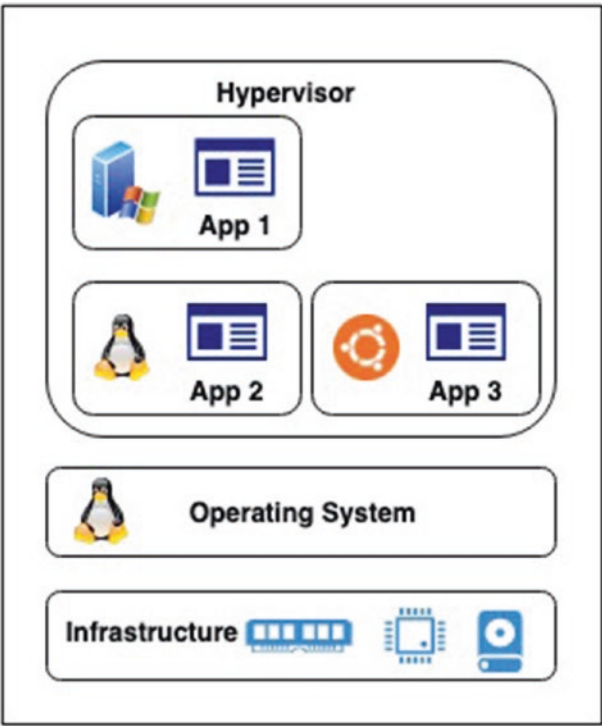 Hypervisor
App 1
App 2
App 3
Operating System
Infrastructure